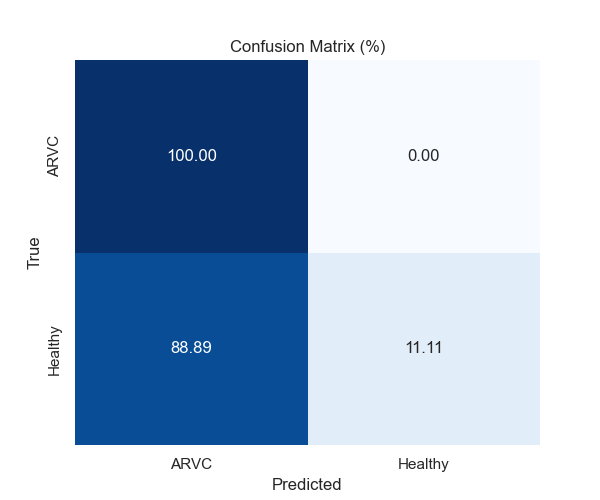 Confusion Matrix (%)
ARVC
100.00
0.00
True
Healthy
88.89
11.11
ARVC
Healthy
Predicted